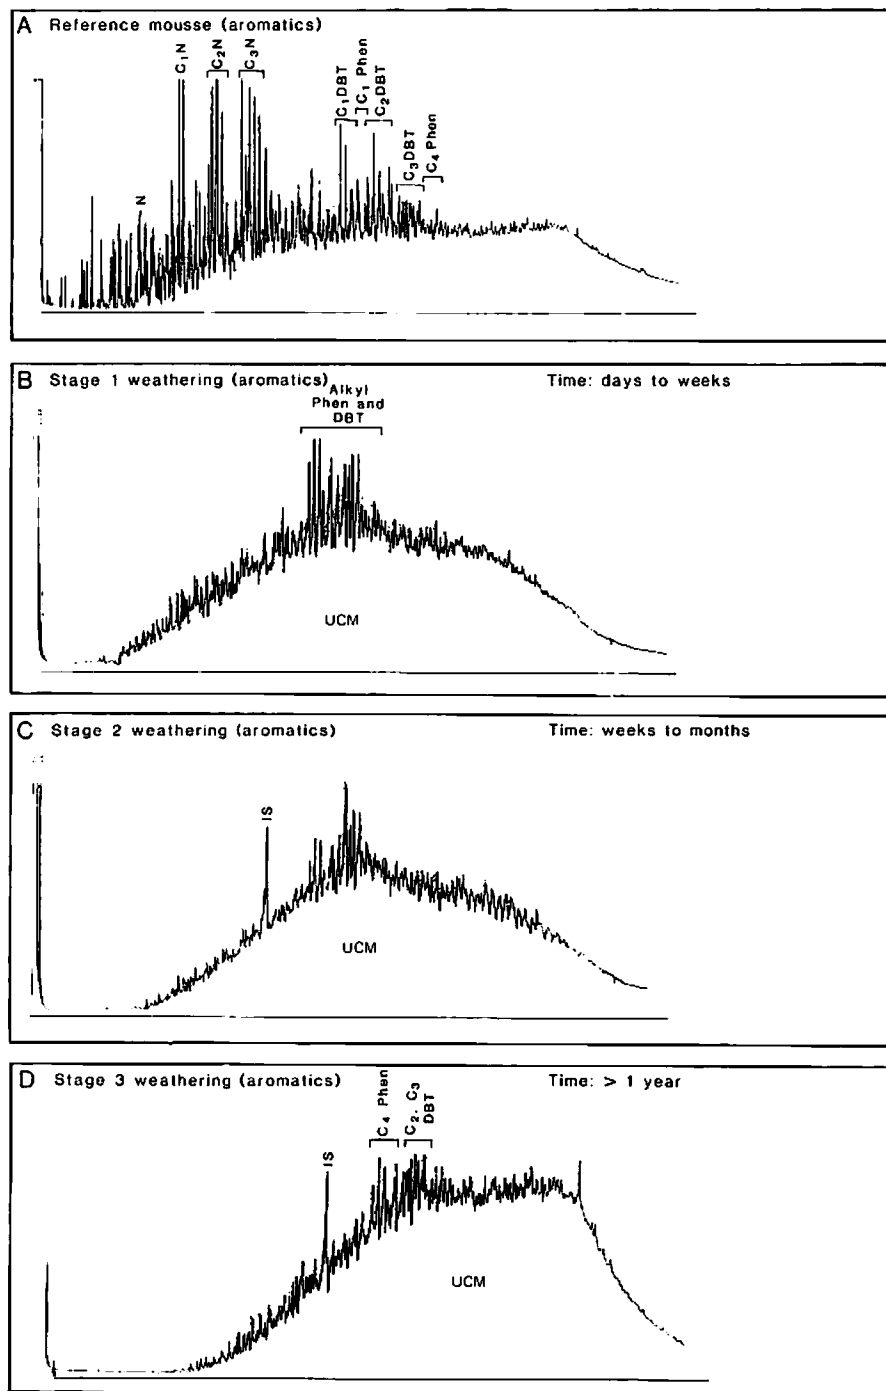 A Reference mousse (aromatics)
N
C₁N
C₂N
C₃N
C₁DBT
C₁ Phen
C₂DBT
C₃DBT
C₄ Phen
B Stage 1 weathering (aromatics)
Time: days to weeks
Alkyl
Phen and
DBT
UCM
C Stage 2 weathering (aromatics)
Time: weeks to months
IS
UCM
D Stage 3 weathering (aromatics)
Time: > 1 year
IS
C₄ Phen
C₂, C₃
DBT
UCM